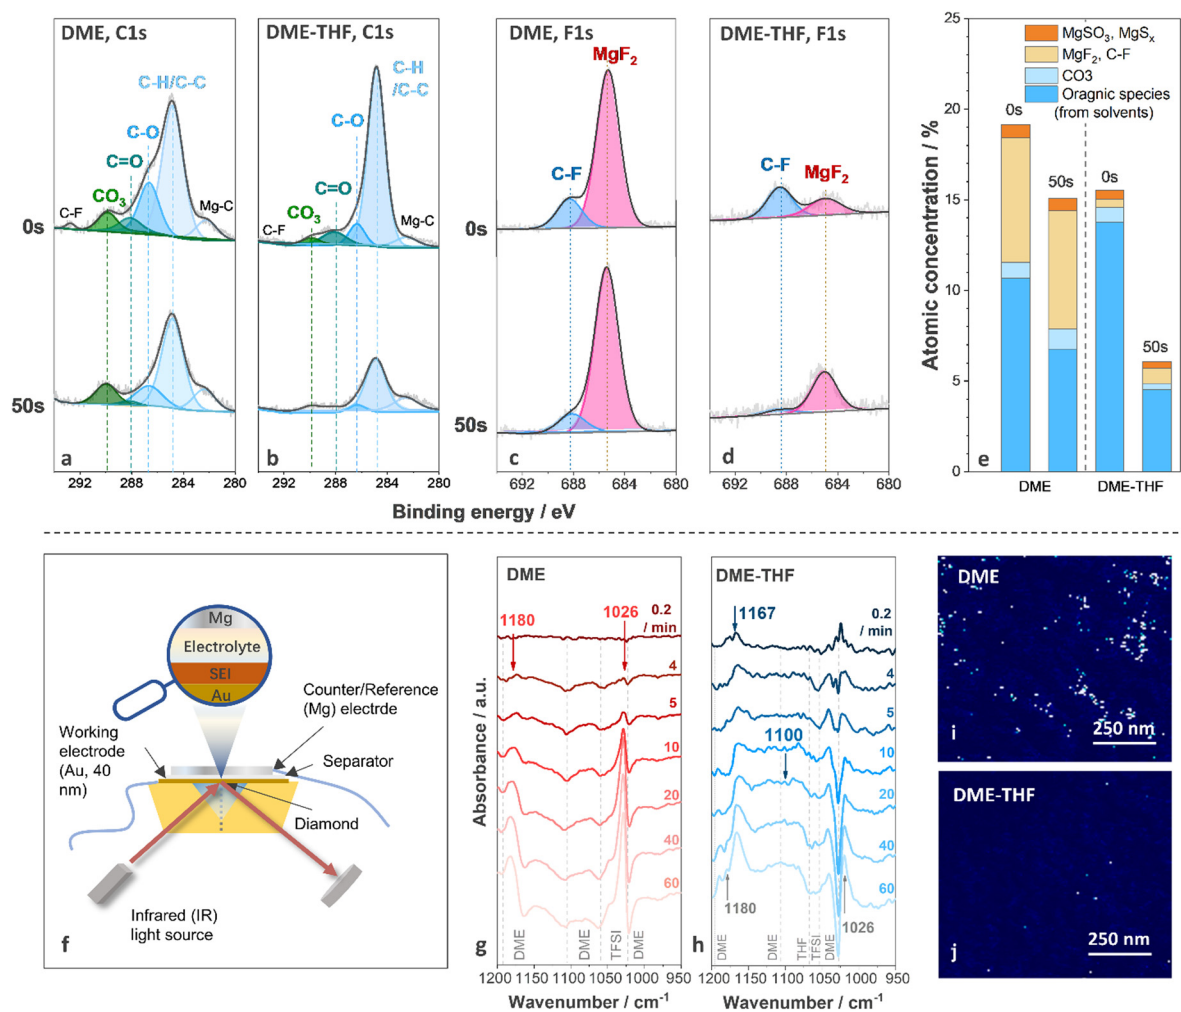 DME, C1s
C-H/C-C
C-O
C=O
CO3
C-F
Mg-C
0s
50s
a
292 288 284 280
DME-THF, C1s
C-H
/C-C
C-O
C=O
CO3
C-F
Mg-C
b
292 288 284 280
DME, F1s
MgF2
C-F
0s
50s
c
692 688 684 680
DME-THF, F1s
C-F
MgF2
d
692 688 684 680
Binding energy / eV
Atomic concentration / %
25
20
15
10
5
0
MgSO3, MgSx
MgF2, C-F
CO3
Oragnic species
(from solvents)
0s
50s
0s
50s
e
DME DME-THF
Mg
Electrolyte
SEI
Au
Counter/Reference
(Mg) electrde
Working
electrode
(Au, 40
nm)
Separator
Diamond
Infrared (IR)
light source
f
DME
1180
1026
0.2
/ min
4
5
10
20
40
60
Absorbance / a.u.
g
DME
DME
TFSI
DME
1200 1150 1100 1050 1000 950
Wavenumber / cm-1
DME-THF
1167
0.2
/ min
4
5
1100
10
20
40
60
1180
1026
h
DME
DME
THF
TFSI
DME
1200 1150 1100 1050 1000 950
Wavenumber / cm-1
DME
i
250 nm
DME-THF
j
250 nm